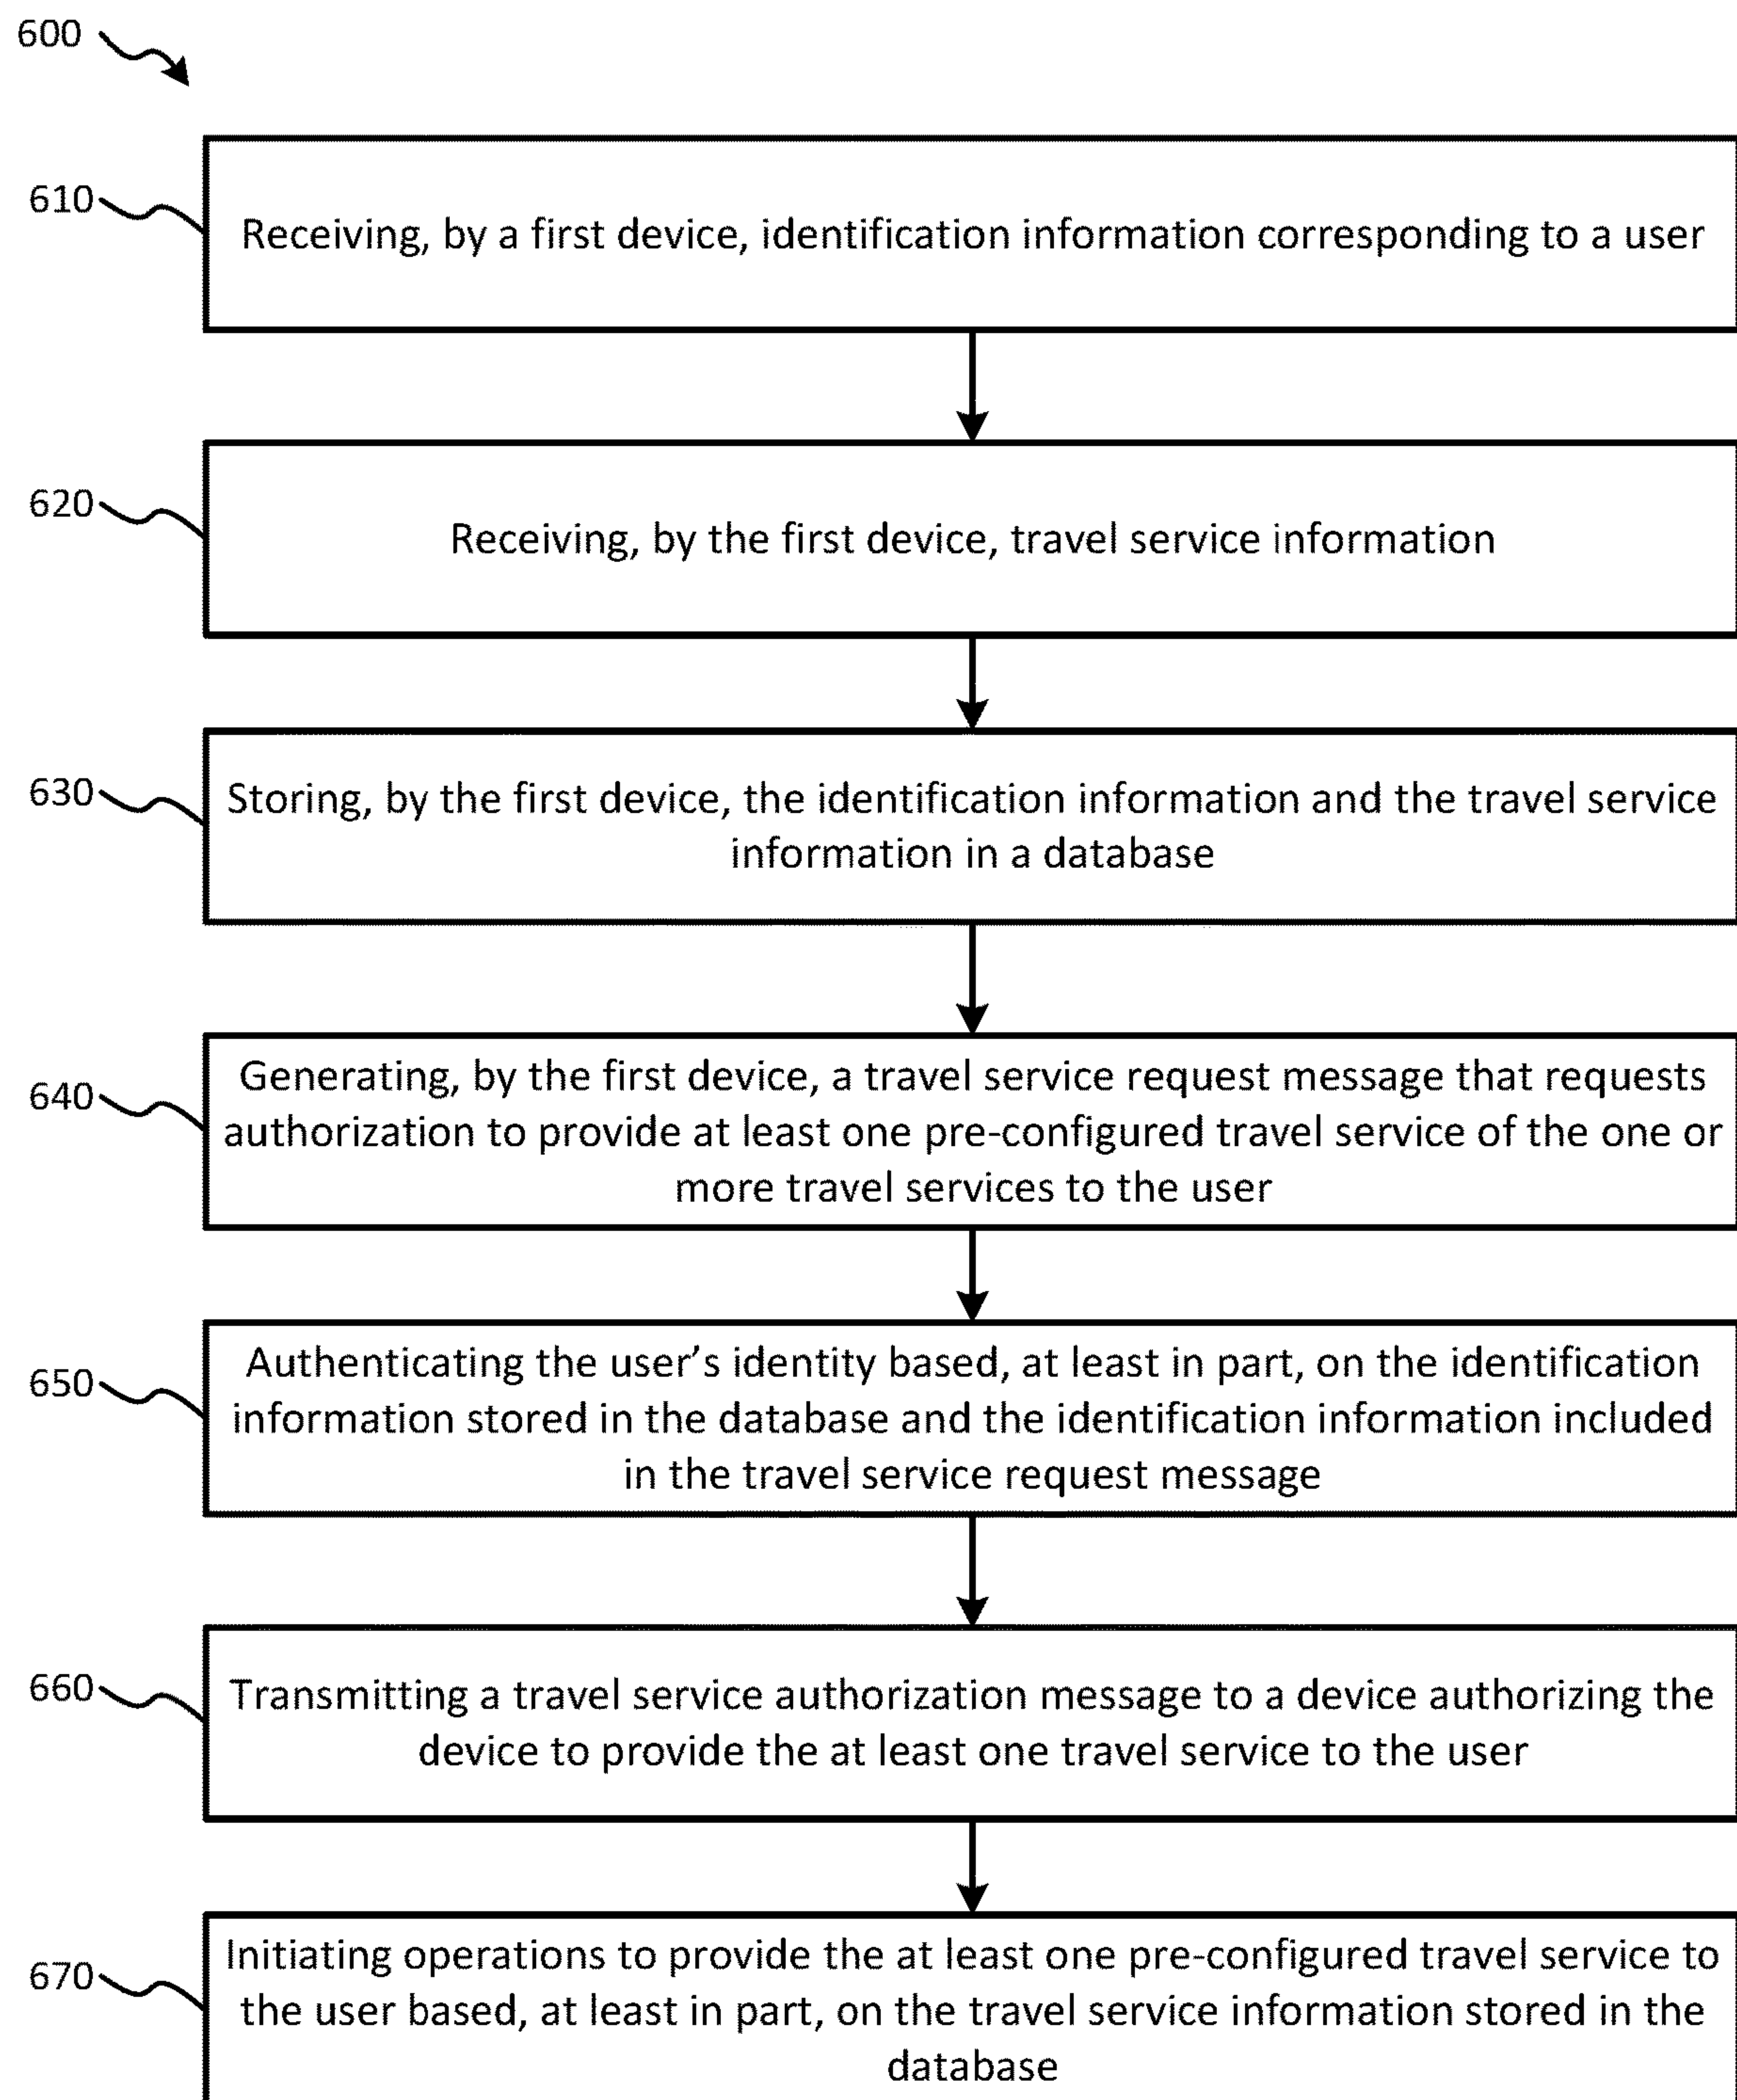 600
610
Receiving, by a first device, identification information corresponding to a user
620
Receiving, by the first device, travel service information
630
Storing, by the first device, the identification information and the travel service
information in a database
640
Generating, by the first device, a travel service request message that requests
authorization to provide at least one pre-configured travel service of the one or
more travel services to the user
650
Authenticating the user’s identity based, at least in part, on the identification
information stored in the database and the identification information included
in the travel service request message
660
Transmitting a travel service authorization message to a device authorizing the
device to provide the at least one travel service to the user
670
Initiating operations to provide the at least one pre-configured travel service to
the user based, at least in part, on the travel service information stored in the
database